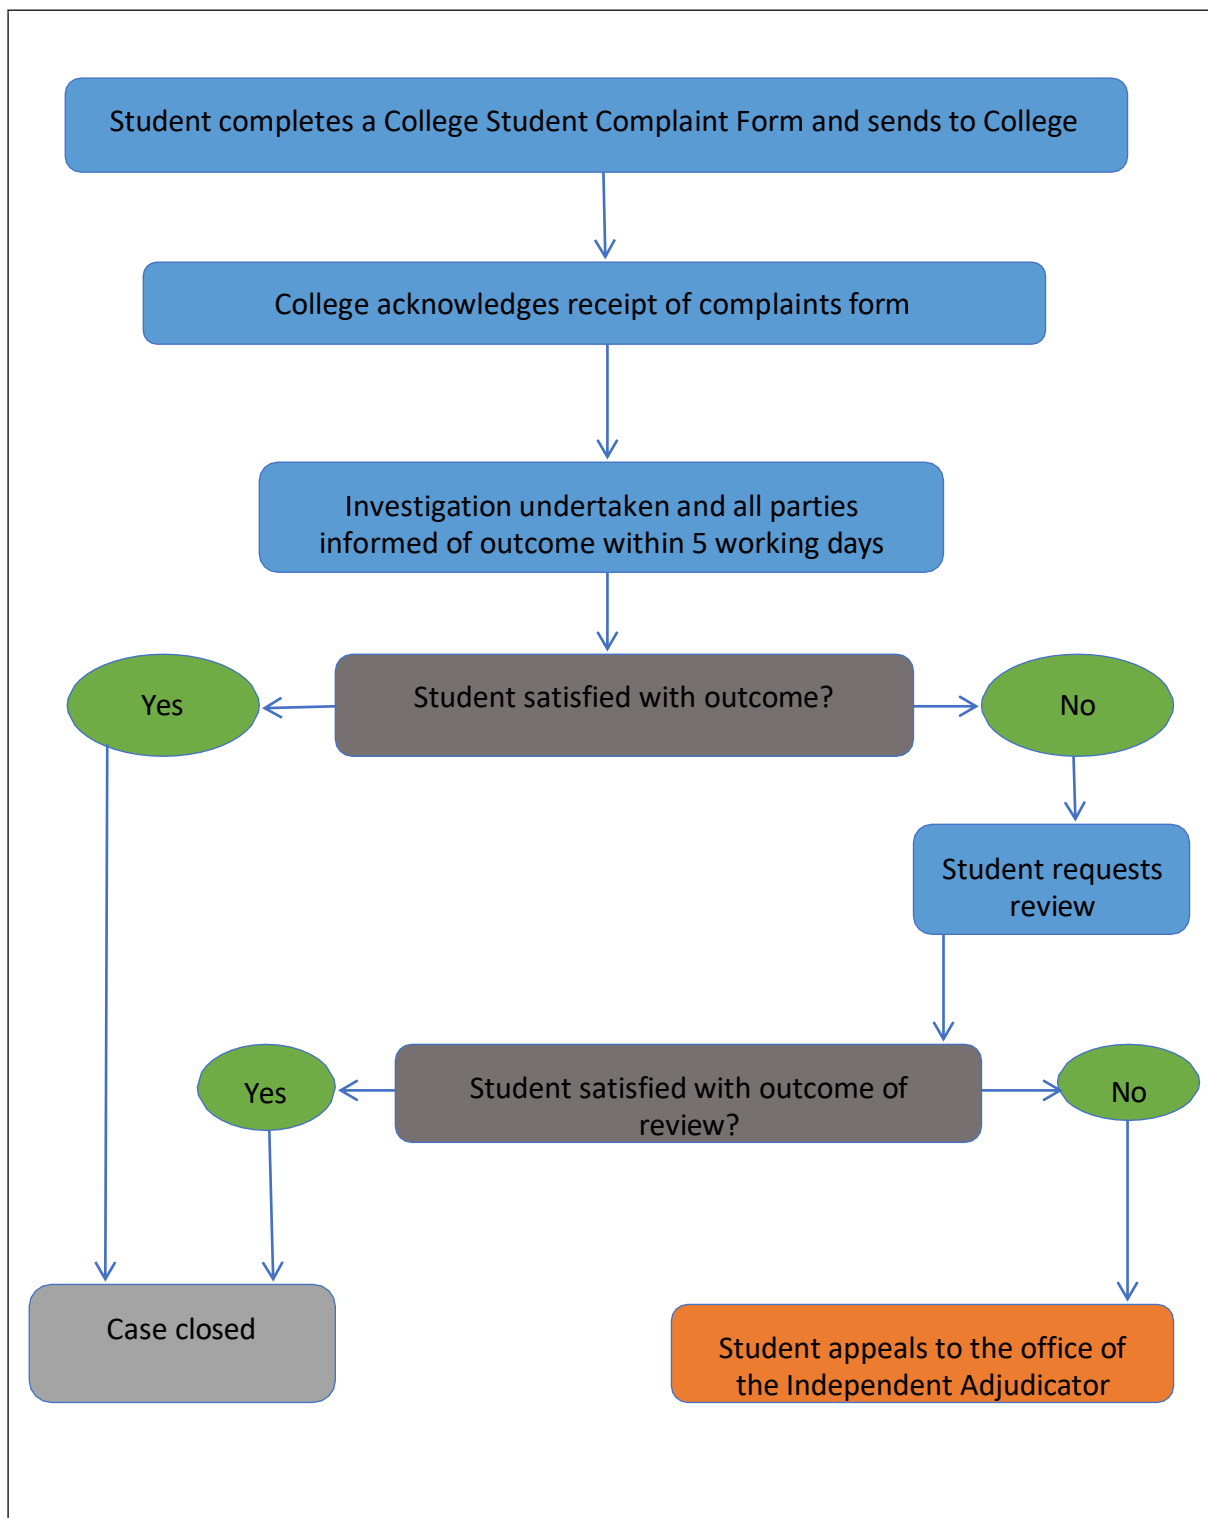 Student completes a College Student Complaint Form and sends to College
College acknowledges receipt of complaints form
Investigation undertaken and all parties
informed of outcome within 5 working days
Yes
Student satisfied with outcome?
No
Student requests
review
Yes
Student satisfied with outcome of
review?
No
Case closed
Student appeals to the office of
the Independent Adjudicator